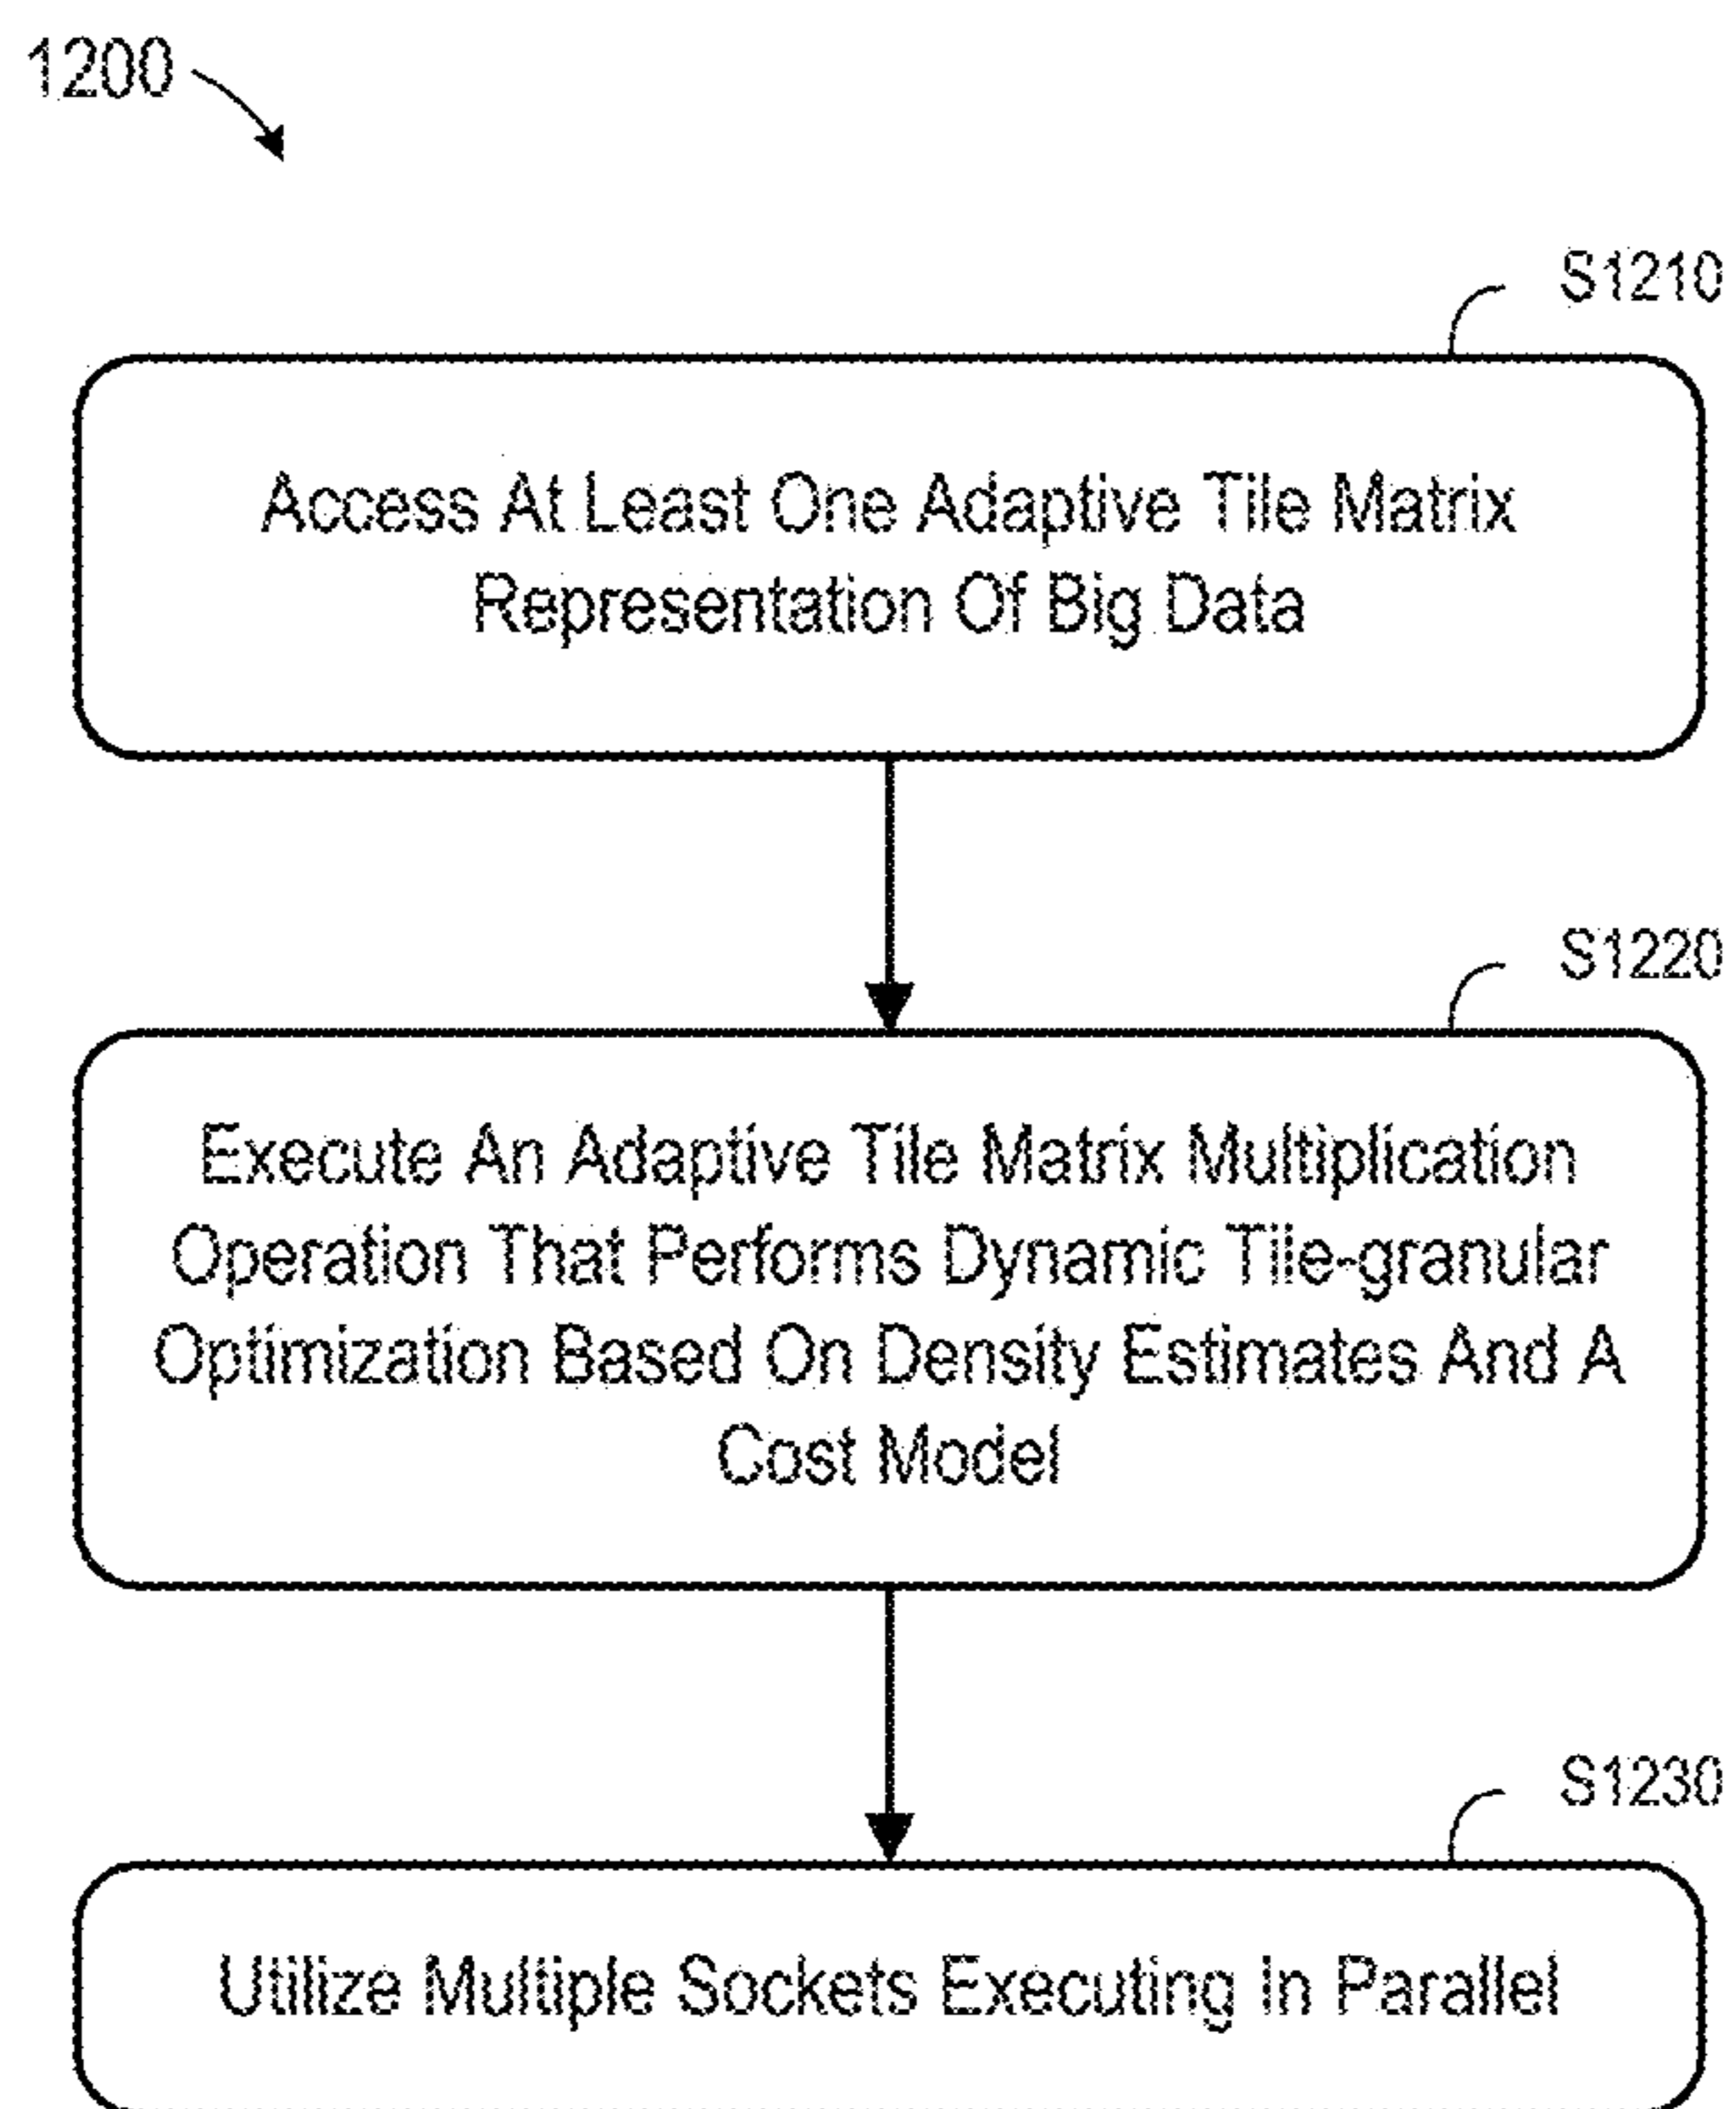 1200
S1210
Access At Least One Adaptive Tile Matrix
Representation Of Big Data
S1220
Execute An Adaptive Tile Matrix Multiplication
Operation That Performs Dynamic Tile-granular
Optimization Based On Density Estimates And A
Cost Model
S1230
Utilize Multiple Sockets Executing In Parallel